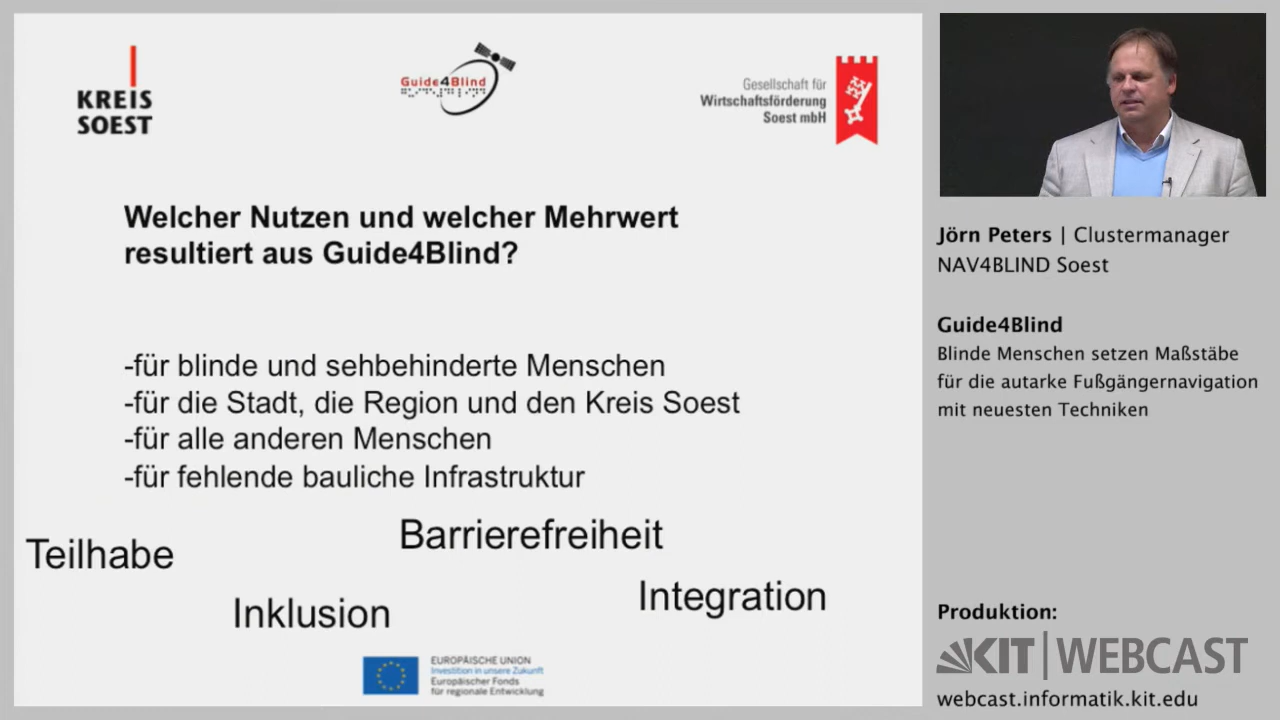 KREIS
SOEST
Guide4Blind
Gesellschaft für
Wirtschaftsförderung
Soest mbH
Welcher Nutzen und welcher Mehrwert
resultiert aus Guide4Blind?
-für blinde und sehbehinderte Menschen
-für die Stadt, die Region und den Kreis Soest
-für alle anderen Menschen
-für fehlende bauliche Infrastruktur
Barrierefreiheit
Teilhabe
Integration
Inklusion
EUROPÄISCHE UNION
Investition in unsere Zukunft
Europäischer Fonds
für regionale Entwicklung
Jörn Peters | Clustermanager
NAV4BLIND Soest
Guide4Blind
Blinde Menschen setzen Maßstäbe
für die autarke Fußgängernavigation
mit neuesten Techniken
Produktion:
KIT | WEBCAST
webcast.informatik.kit.edu